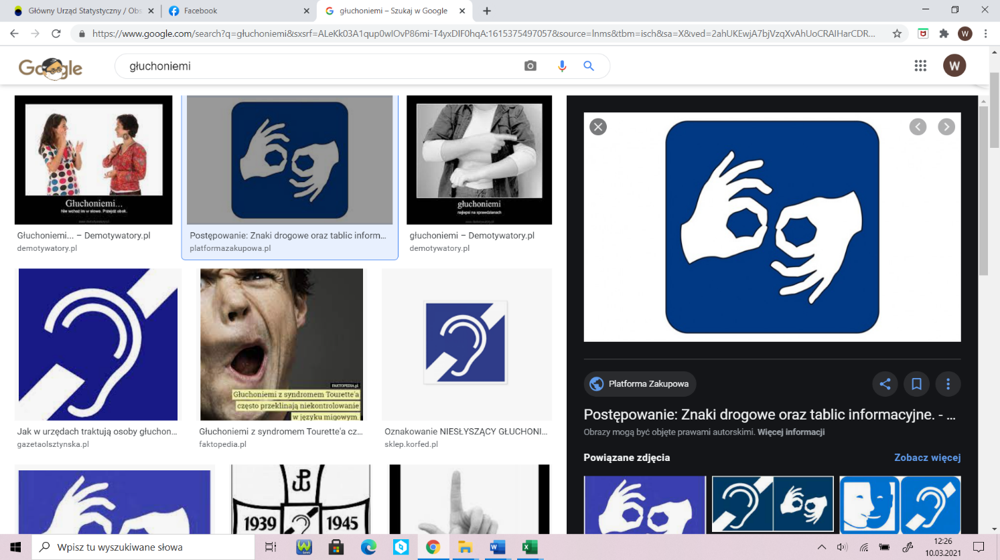 Główny Urząd Statystyczny / Obs
Facebook
głuchoniemi – Szukaj w Google
https://www.google.com/search?q=głuchoniemi&sxsrf=ALeKk03A1qup0wIOvP86mi-T4yxDIF0hqA:1615375497057&source=lnms&tbm=isch&sa=X&ved=2ahUKEwjA7bjVzqXvAhUoCRAIHarCDR...
W
Google
głuchoniemi
W
Głuchoniemi...
Nie wchoź im w słowo. Przejdź obok.
www.demotywatory.pl
głuchoniemi
najlepsi na sprawdzianach
Głuchoniemi... – Demotywatory.pl
demotywatory.pl
Postępowanie: Znaki drogowe oraz tablic inform...
platformazakupowa.pl
głuchoniemi – Demotywatory.pl
demotywatory.pl
FAKTOPEDIA.pl
Głuchoniemi z syndromem Tourette'a
często przeklinają niekontrolowanie
w języku migowym.
Jak w urzędach traktują osoby głuchon...
gazetaolsztynska.pl
Głuchoniemi z syndromem Tourette'a cz...
faktopedia.pl
Oznakowanie NIESŁYSZĄCY GŁUCHONI...
sklep.korfed.pl
1939
1945
Platforma Zakupowa
Postępowanie: Znaki drogowe oraz tablic informacyjne. - ...
Obrazy mogą być objęte prawami autorskimi. Więcej informacji
Powiązane zdjęcia
Zobacz więcej
Wpisz tu wyszukiwane słowa
12:26
10.03.2021